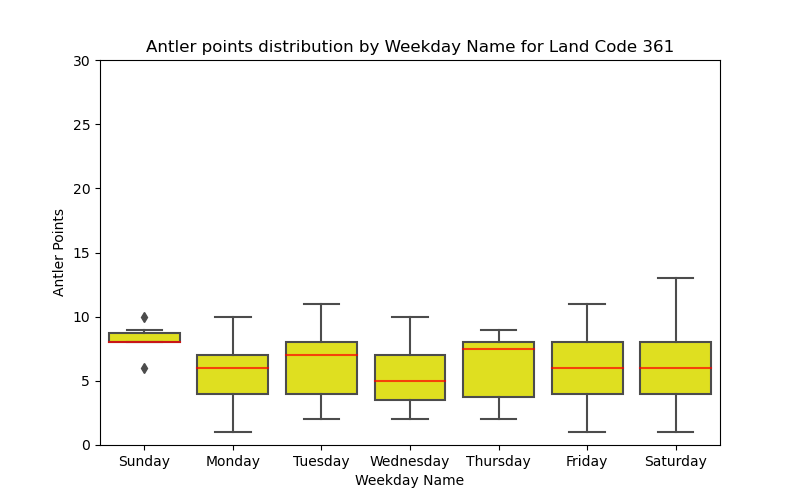 Antler points distribution by Weekday Name for Land Code 361
30
25
20
15
10
5
0
Antler Points
Sunday Monday Tuesday Wednesday Thursday Friday Saturday
Weekday Name